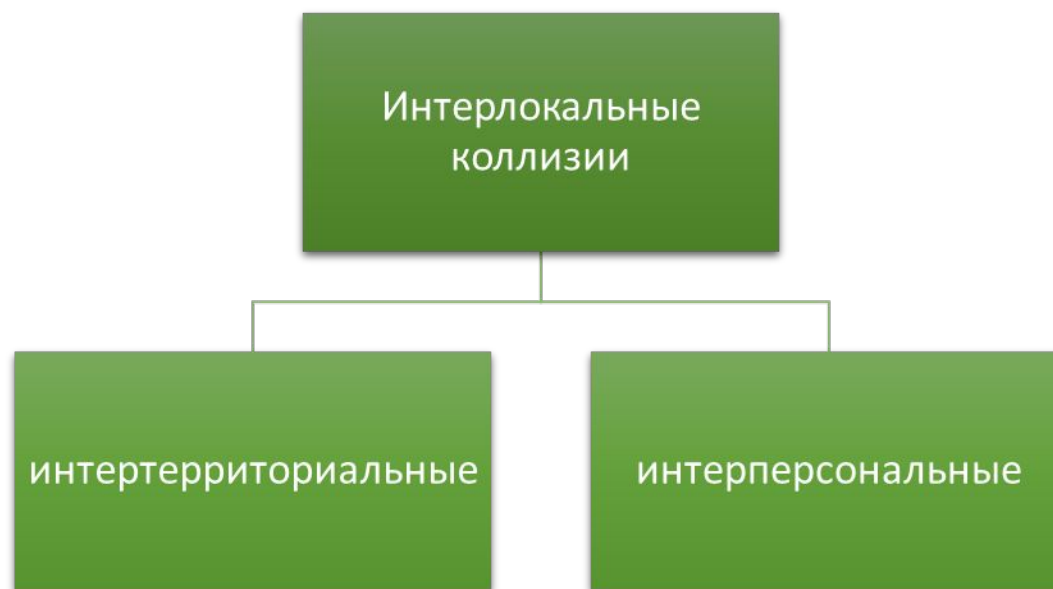 Интерлокальные
коллизии
интертерриториальные
интерперсональные